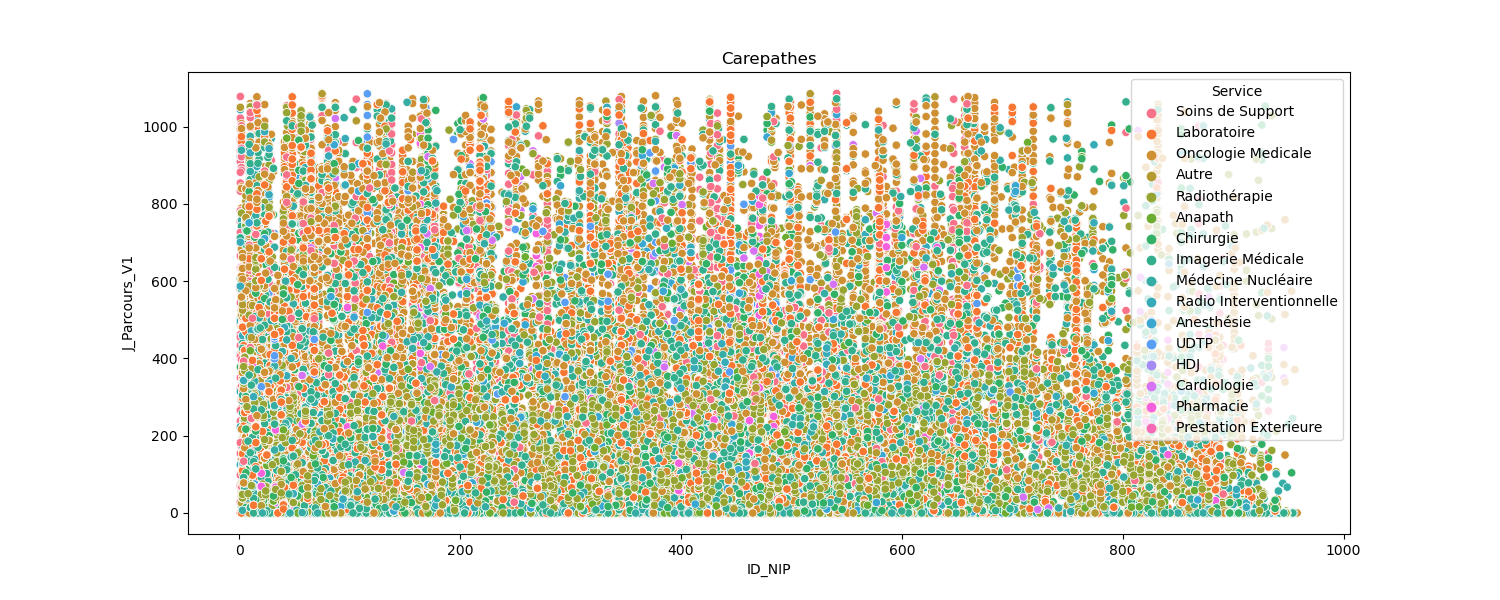 Carepathes
Service
Soins de Support
Laboratoire
Oncologie Medicale
Autre
Radiothérapie
Anapath
Chirurgie
Imagerie Médicale
Médecine Nucléaire
Radio Interventionnelle
Anesthésie
UDTP
HDJ
Cardiologie
Pharmacie
Prestation Exterieure
J_Parcours_V1
1000
800
600
400
200
0
0 200 400 600 800 1000
ID_NIP